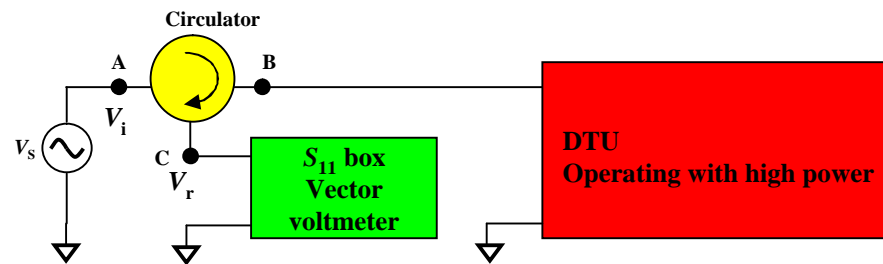 Circulator
A
B
Vi
VS
C
Vr
S11 box
Vector
voltmeter
DTU
Operating with high power